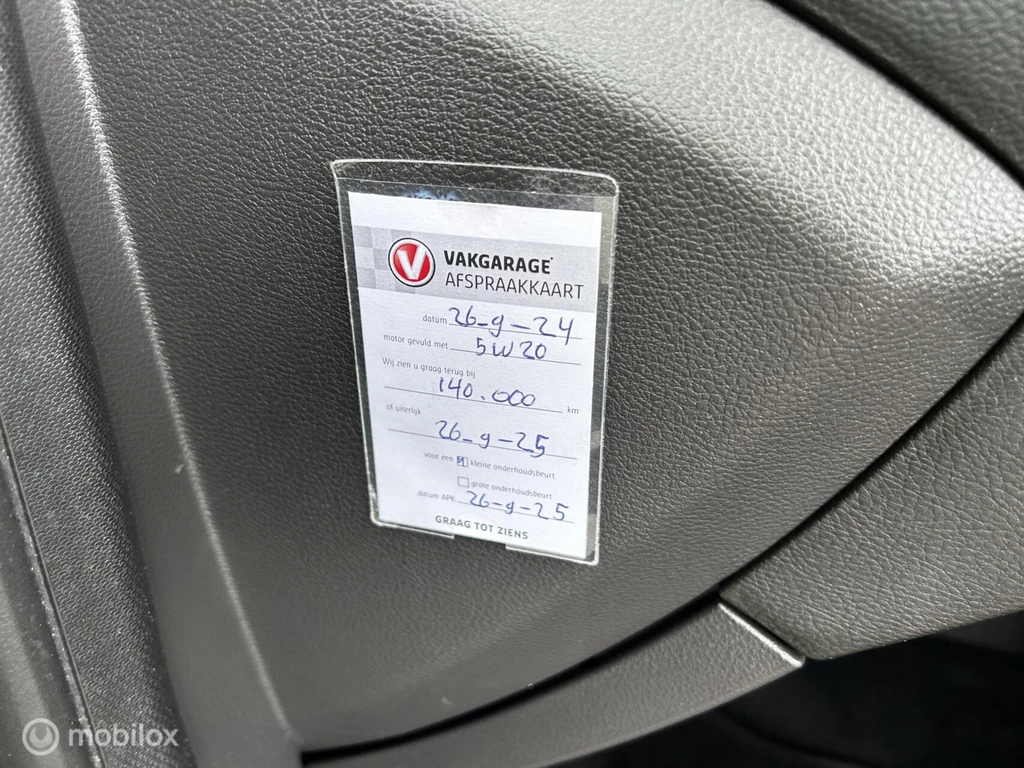 V VAKGARAGE
AFSPRAAKKAART
datum 26-9-24
motor gevuld met 5W20
Wij zien u graag terug bij
140.000 km
of uiterlijk
26-9-25
voor een kleine onderhoudsbeurt
grote onderhoudsbeurt
datum APK 26-9-25
GRAAG TOT ZIENS
m mobilox